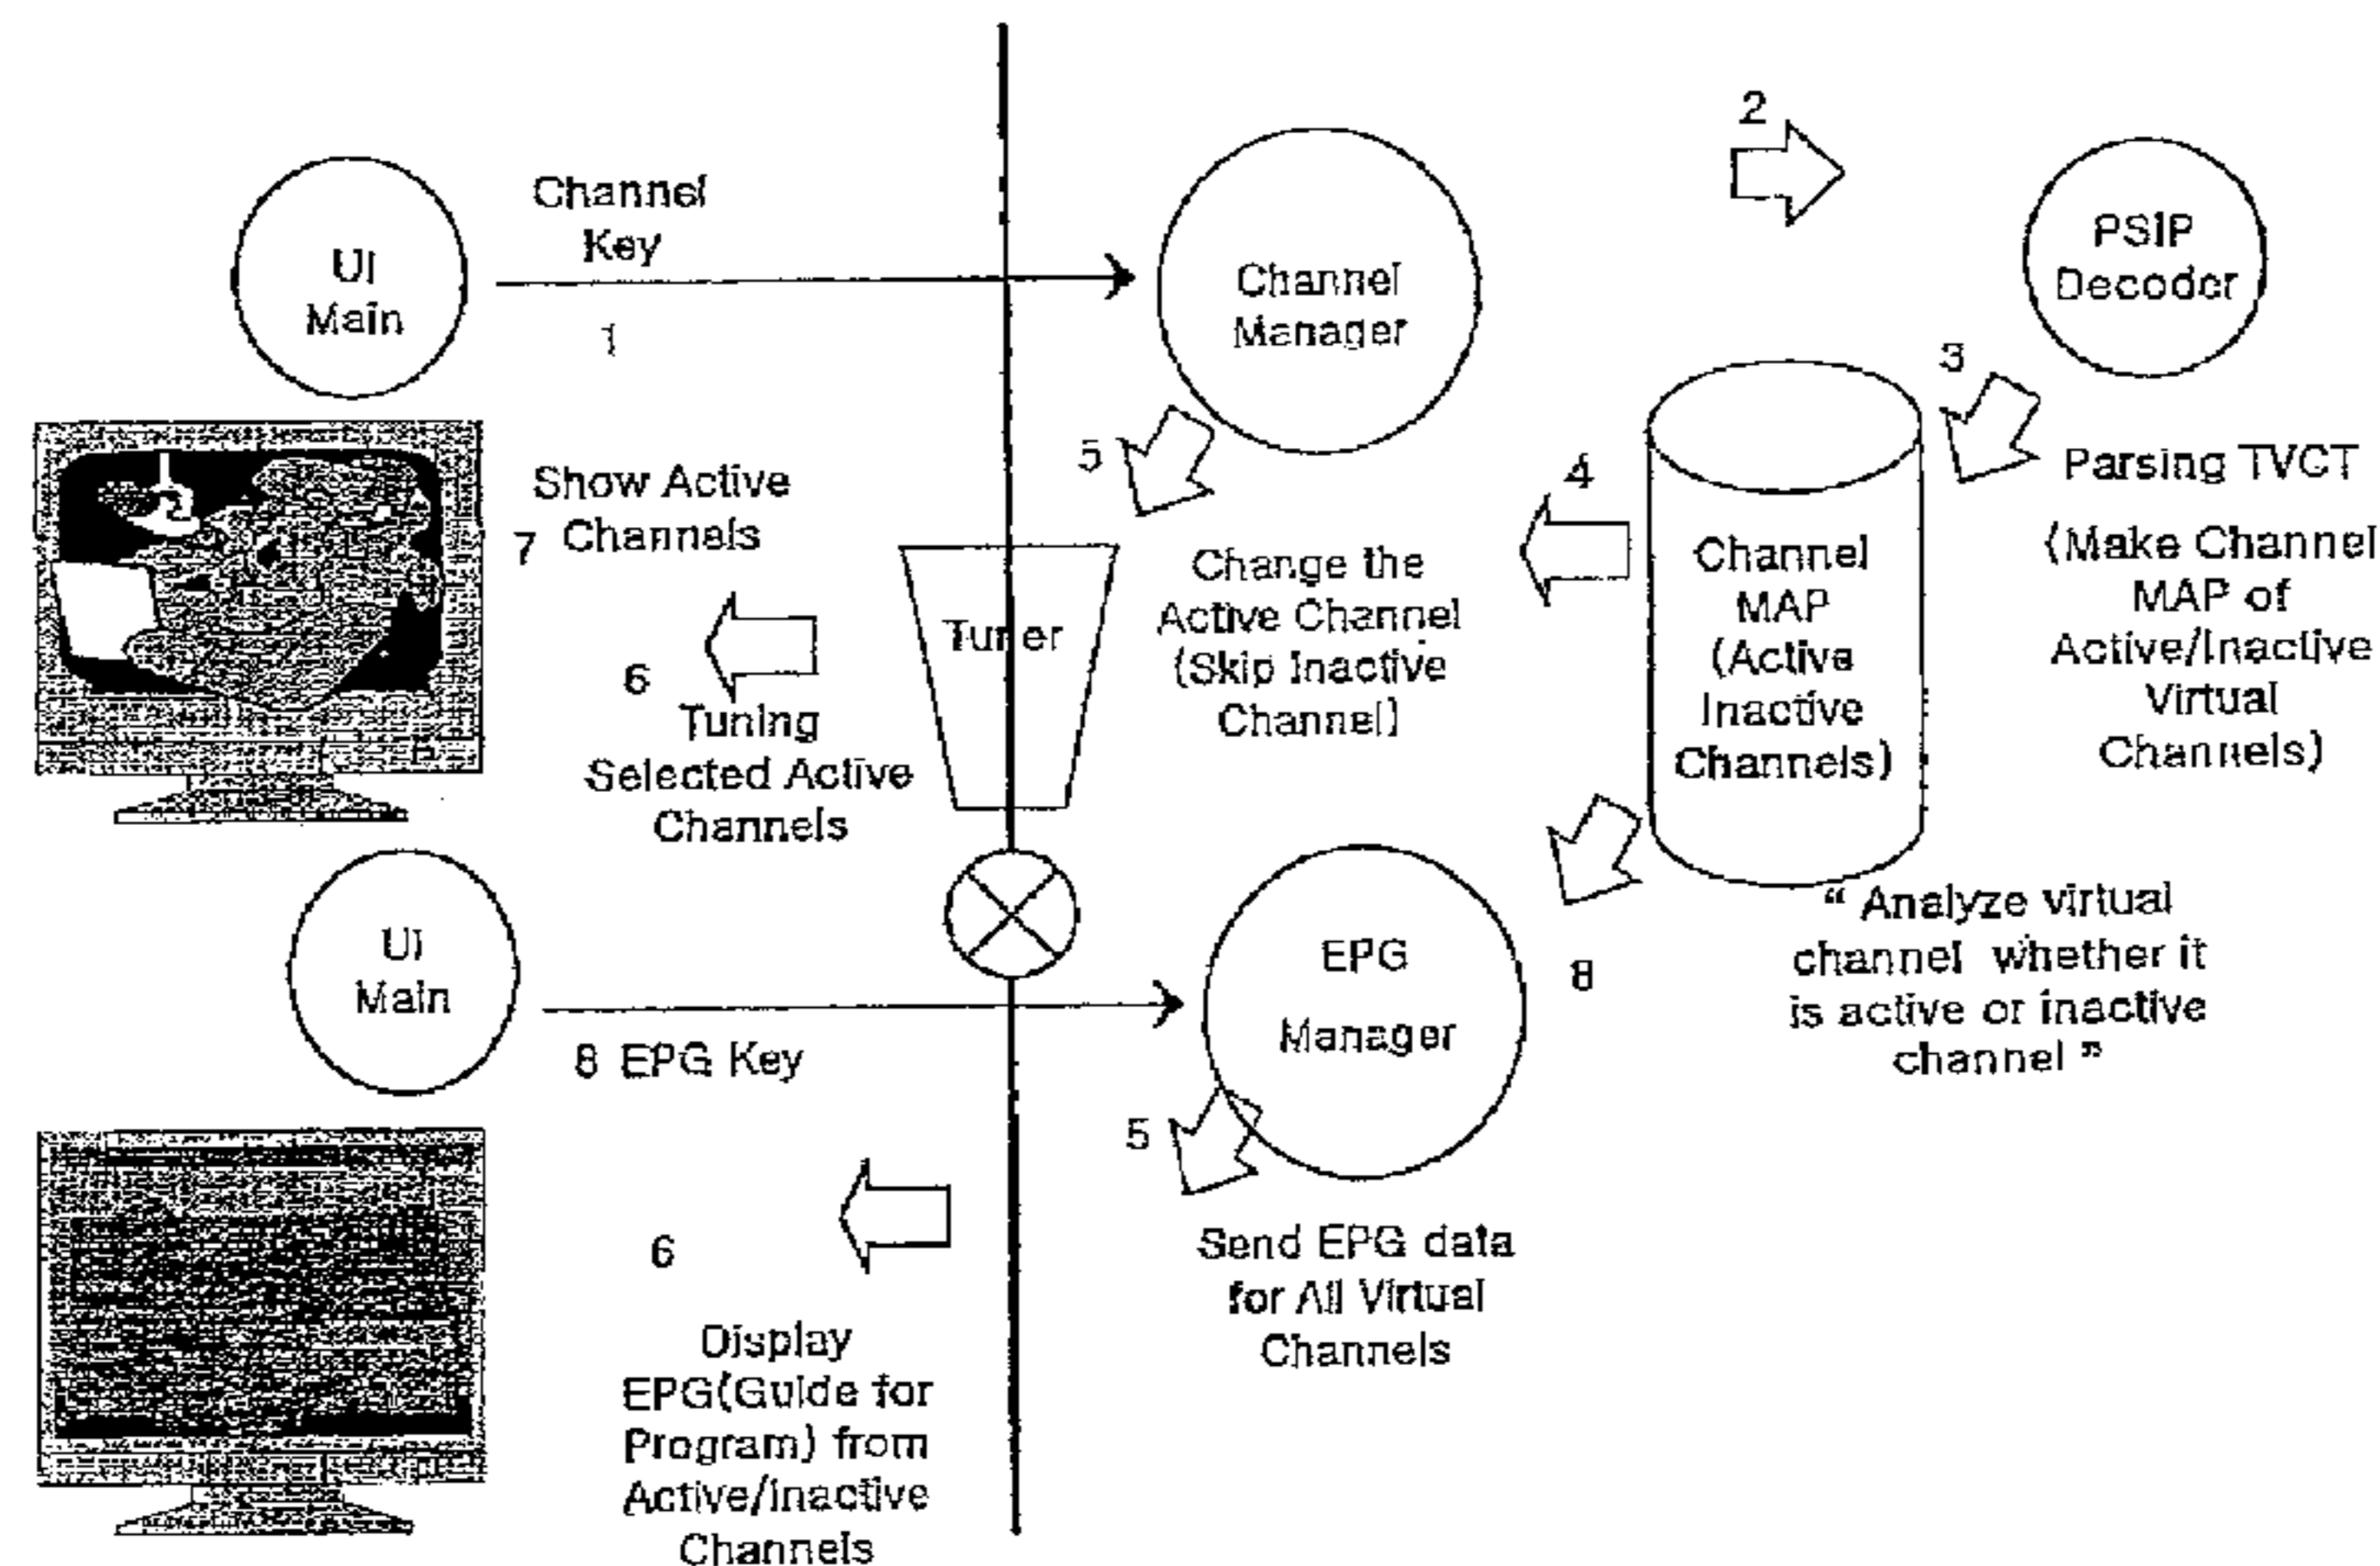 2
Channel
Key
1
UI
Main
Channel
Manager
PSIP
Decoder
3
Parsing TVCT
(Make Channel
MAP of
Active/Inactive
Virtual
Channels)
4
Channel
MAP
(Active
Inactive
Channels)
5
Change the
Active Channel
(Skip Inactive
Channel)
Tuner
Show Active
7 Channels
6
Tuning
Selected Active
Channels
UI
Main
8 EPG Key
EPG
Manager
8
“ Analyze virtual
channel whether it
is active or inactive
channel ”
5
Send EPG data
for All Virtual
Channels
6
Display
EPG(Guide for
Program) from
Active/Inactive
Channels